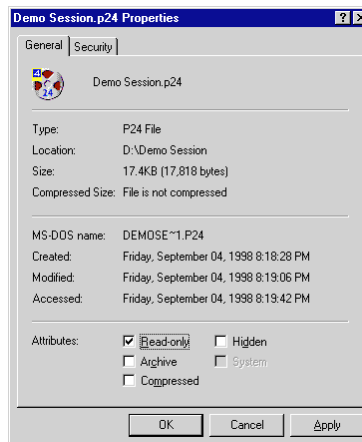 Demo Session.p24 Properties
General Security
4
24
Demo Session.p24
Type: P24 File
Location: D:\Demo Session
Size: 17.4KB (17,818 bytes)
Compressed Size: File is not compressed
MS-DOS name: DEMOSE~1.P24
Created: Friday, September 04, 1998 8:18:28 PM
Modified: Friday, September 04, 1998 8:19:06 PM
Accessed: Friday, September 04, 1998 8:19:42 PM
Attributes: Read-only Hidden
Archive System
Compressed
OK Cancel Apply